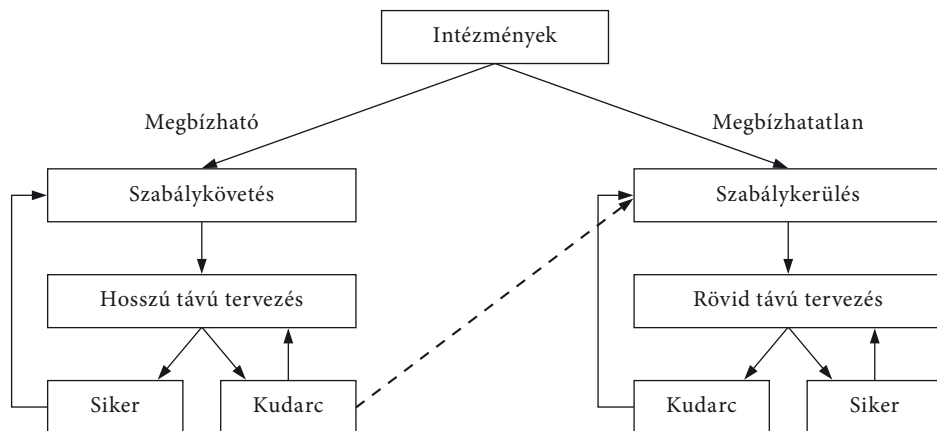 Intézmények
Megbízható
Megbízhatatlan
Szabálykövetés
Szabálykerülés
Hosszú távú tervezés
Rövid távú tervezés
Siker
Kudarc
Kudarc
Siker